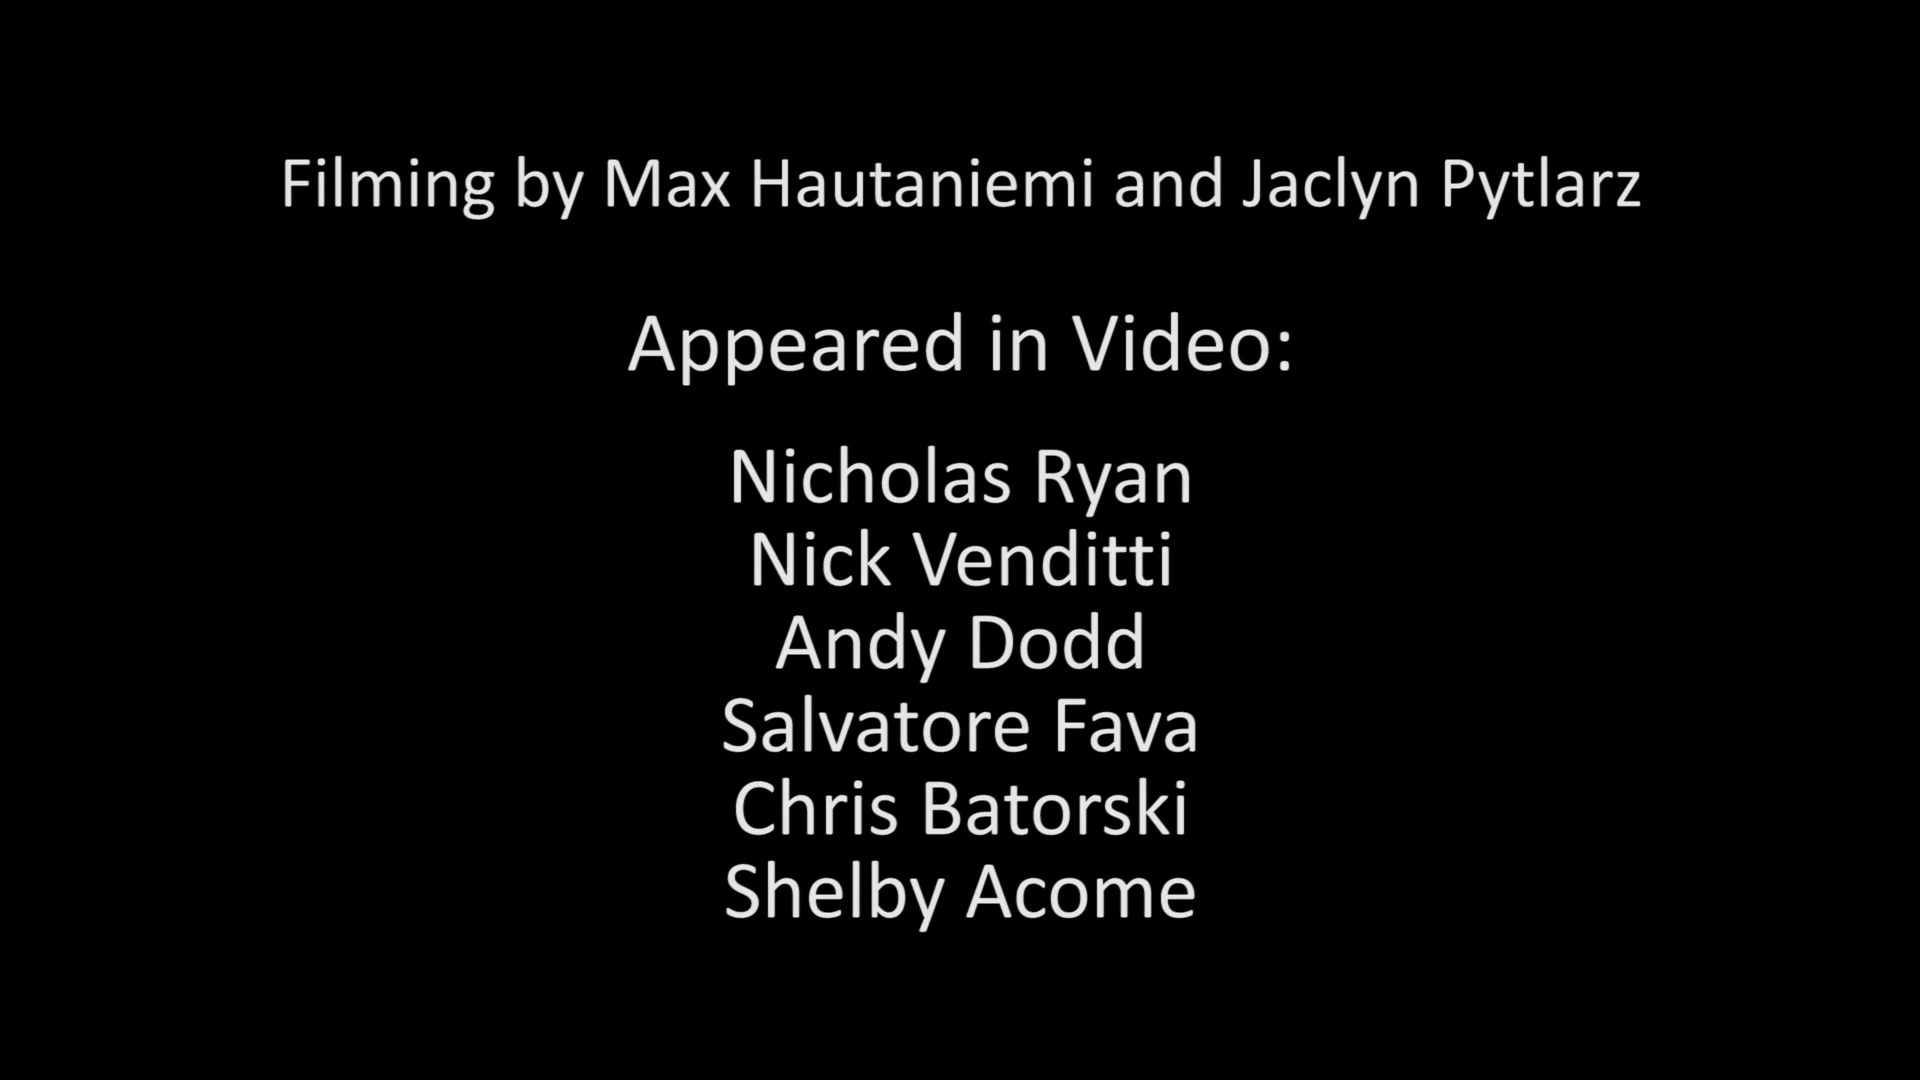 Filming by Max Hautaniemi and Jaclyn Pytlarz
Appeared in Video:
Nicholas Ryan
Nick Venditti
Andy Dodd
Salvatore Fava
Chris Batorski
Shelby Acome